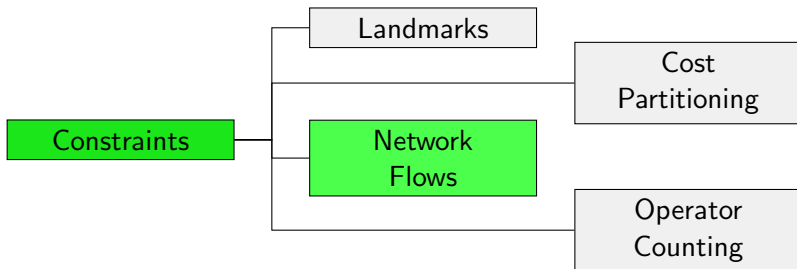 Landmarks
Cost
Partitioning
Constraints
Network
Flows
Operator
Counting